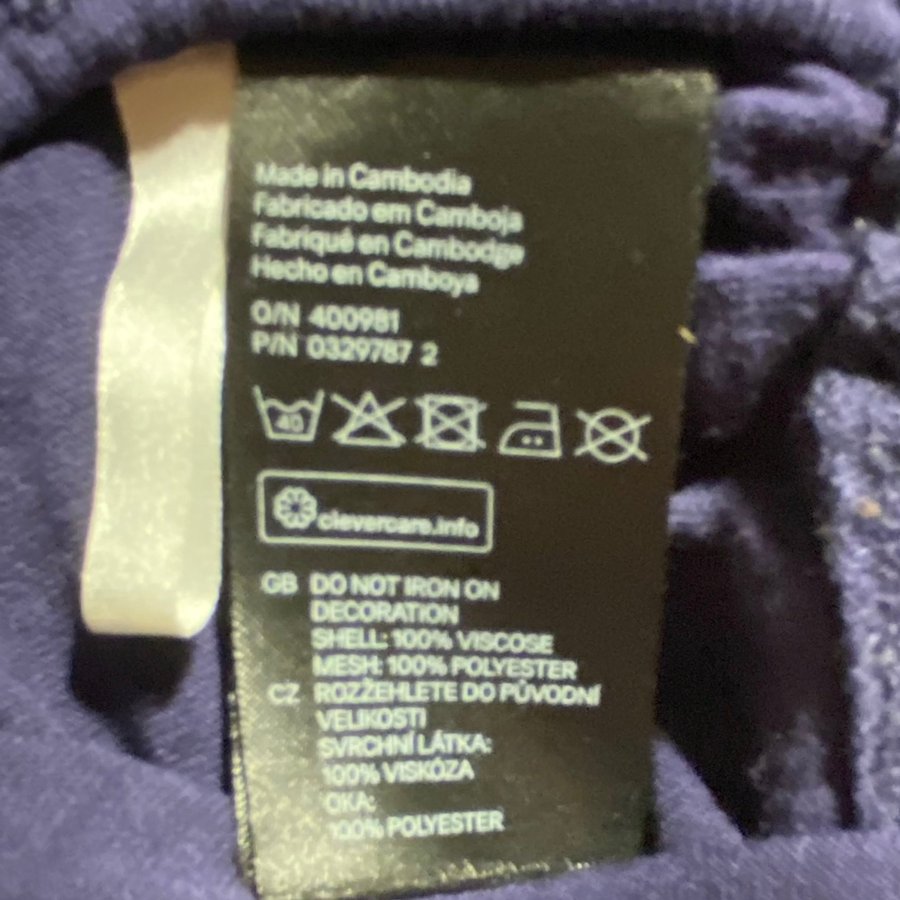 Made in Cambodia
Fabricado em Camboja
Fabriqué en Cambodge
Hecho en Camboya
O/N 400981
P/N 0329787 2
40
clevercare.info
GB DO NOT IRON ON
DECORATION
SHELL: 100% VISCOSE
MESH: 100% POLYESTER
CZ ROZŽEHLETE DO PŮVODNÍ
VELIKOSTI
SVRCHNÍ LÁTKA:
100% VISKÓZA
OKA:
100% POLYESTER